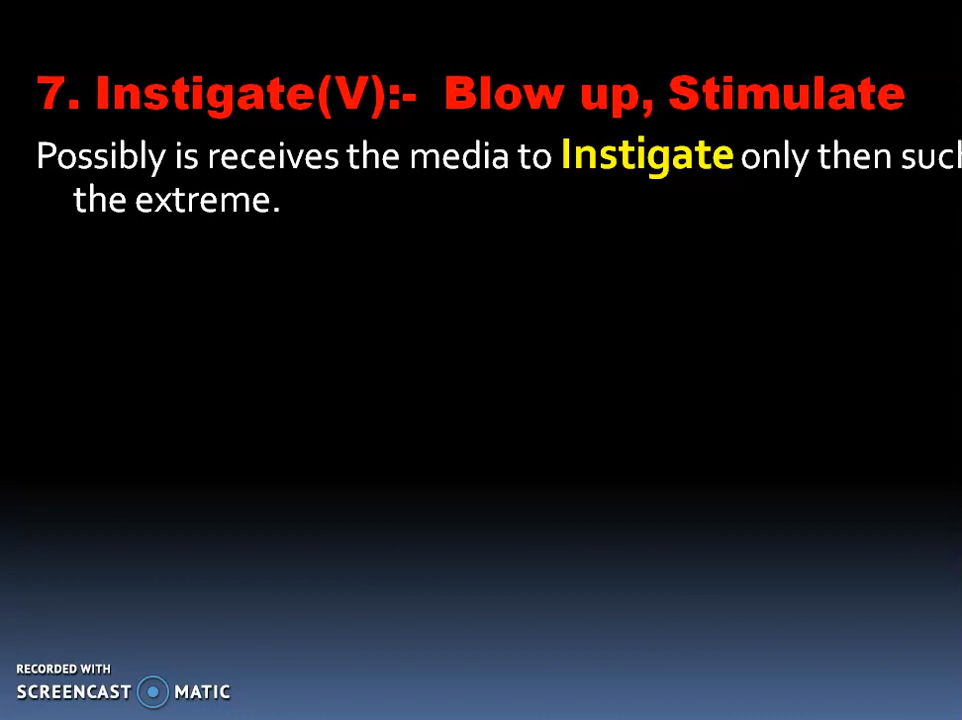 7. Instigate(V):- Blow up, Stimulate
Possibly is receives the media to Instigate only then such
the extreme.
RECORDED WITH
SCREENCAST MATIC